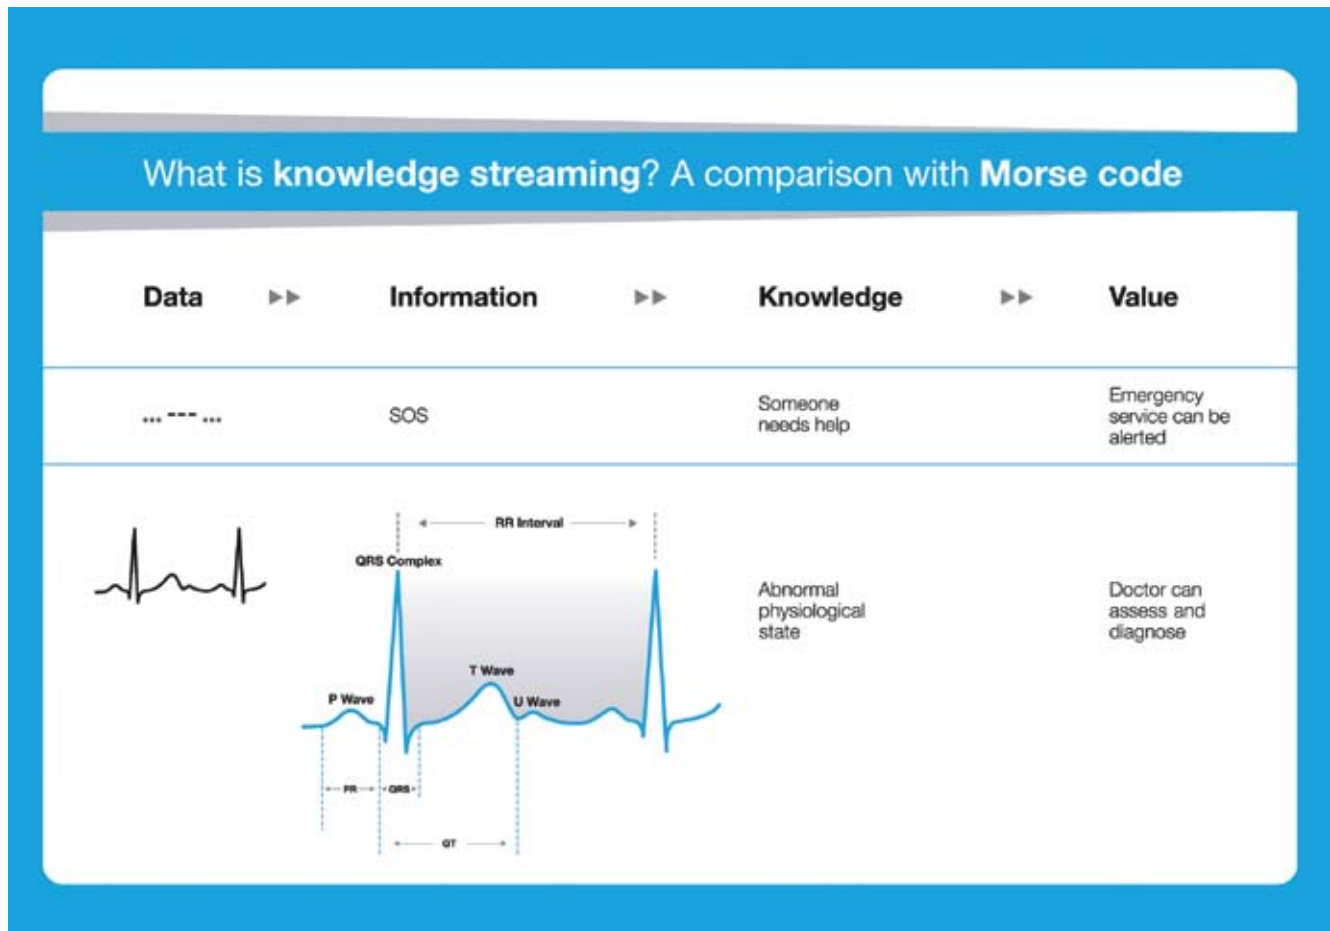 What is knowledge streaming? A comparison with Morse code
Data ▶▶ Information ▶▶ Knowledge ▶▶ Value
... --- ...
SOS
Someone
needs help
Emergency
service can be
alerted
RR Interval
QRS Complex
T Wave
P Wave
U Wave
PR
QRS
QT
Abnormal
physiological
state
Doctor can
assess and
diagnose